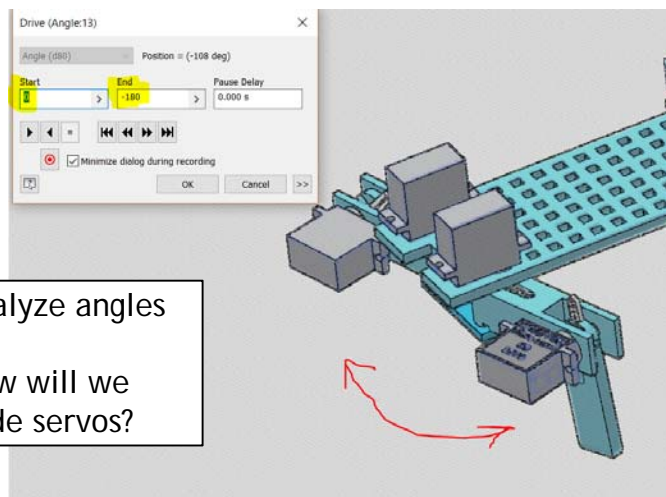 Drive (Angle:13)
Angle (d80) Position = (-108 deg)
Start End Pause Delay
0 > -180 > 0.000 s
Minimize dialog during recording
OK Cancel >>
alyze angles
w will we
de servos?